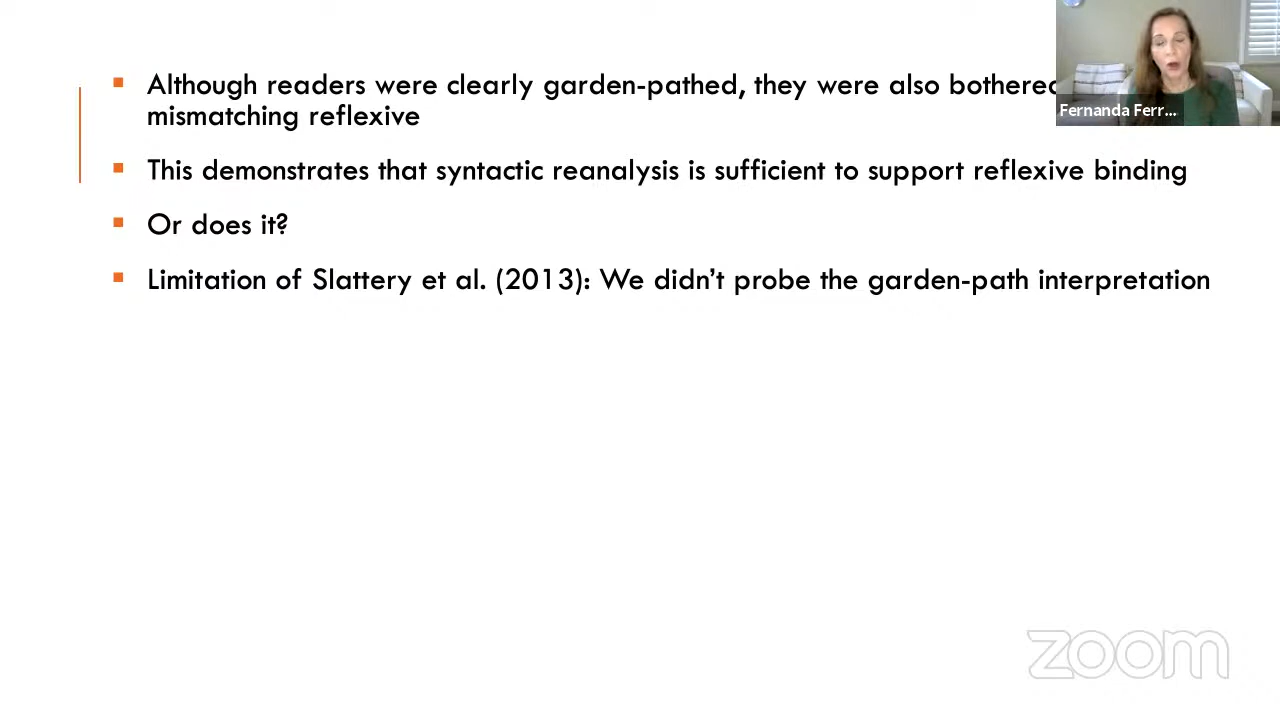 Although readers were clearly garden-pathed, they were also bothered
mismatching reflexive
This demonstrates that syntactic reanalysis is sufficient to support reflexive binding
Or does it?
Limitation of Slattery et al. (2013): We didn't probe the garden-path interpretation
Fernanda Ferr...
zoom